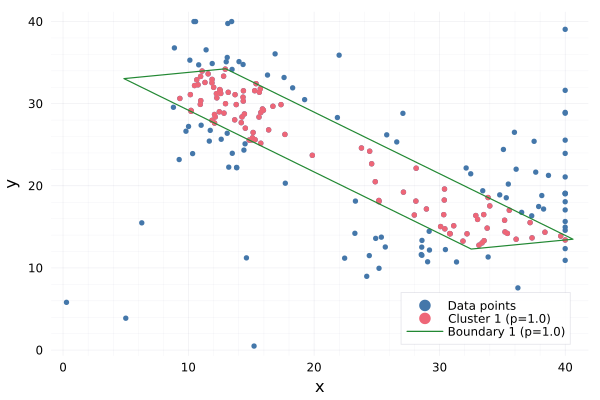 40
30
20
10
0
y
0 10 20 30 40
x
Data points
Cluster 1 (p=1.0)
Boundary 1 (p=1.0)